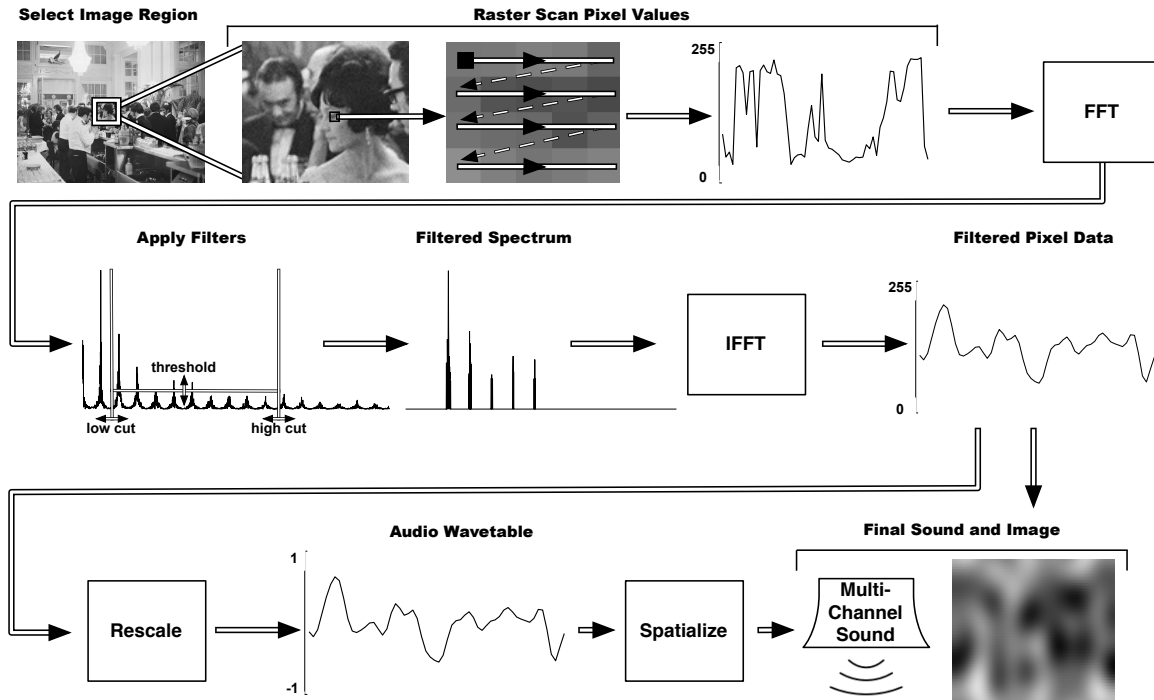 Select Image Region
Raster Scan Pixel Values
255
0
FFT
Apply Filters
Filtered Spectrum
Filtered Pixel Data
threshold
low cut
high cut
IFFT
255
0
Audio Wavetable
Final Sound and Image
Rescale
1
-1
Spatialize
Multi-
Channel
Sound